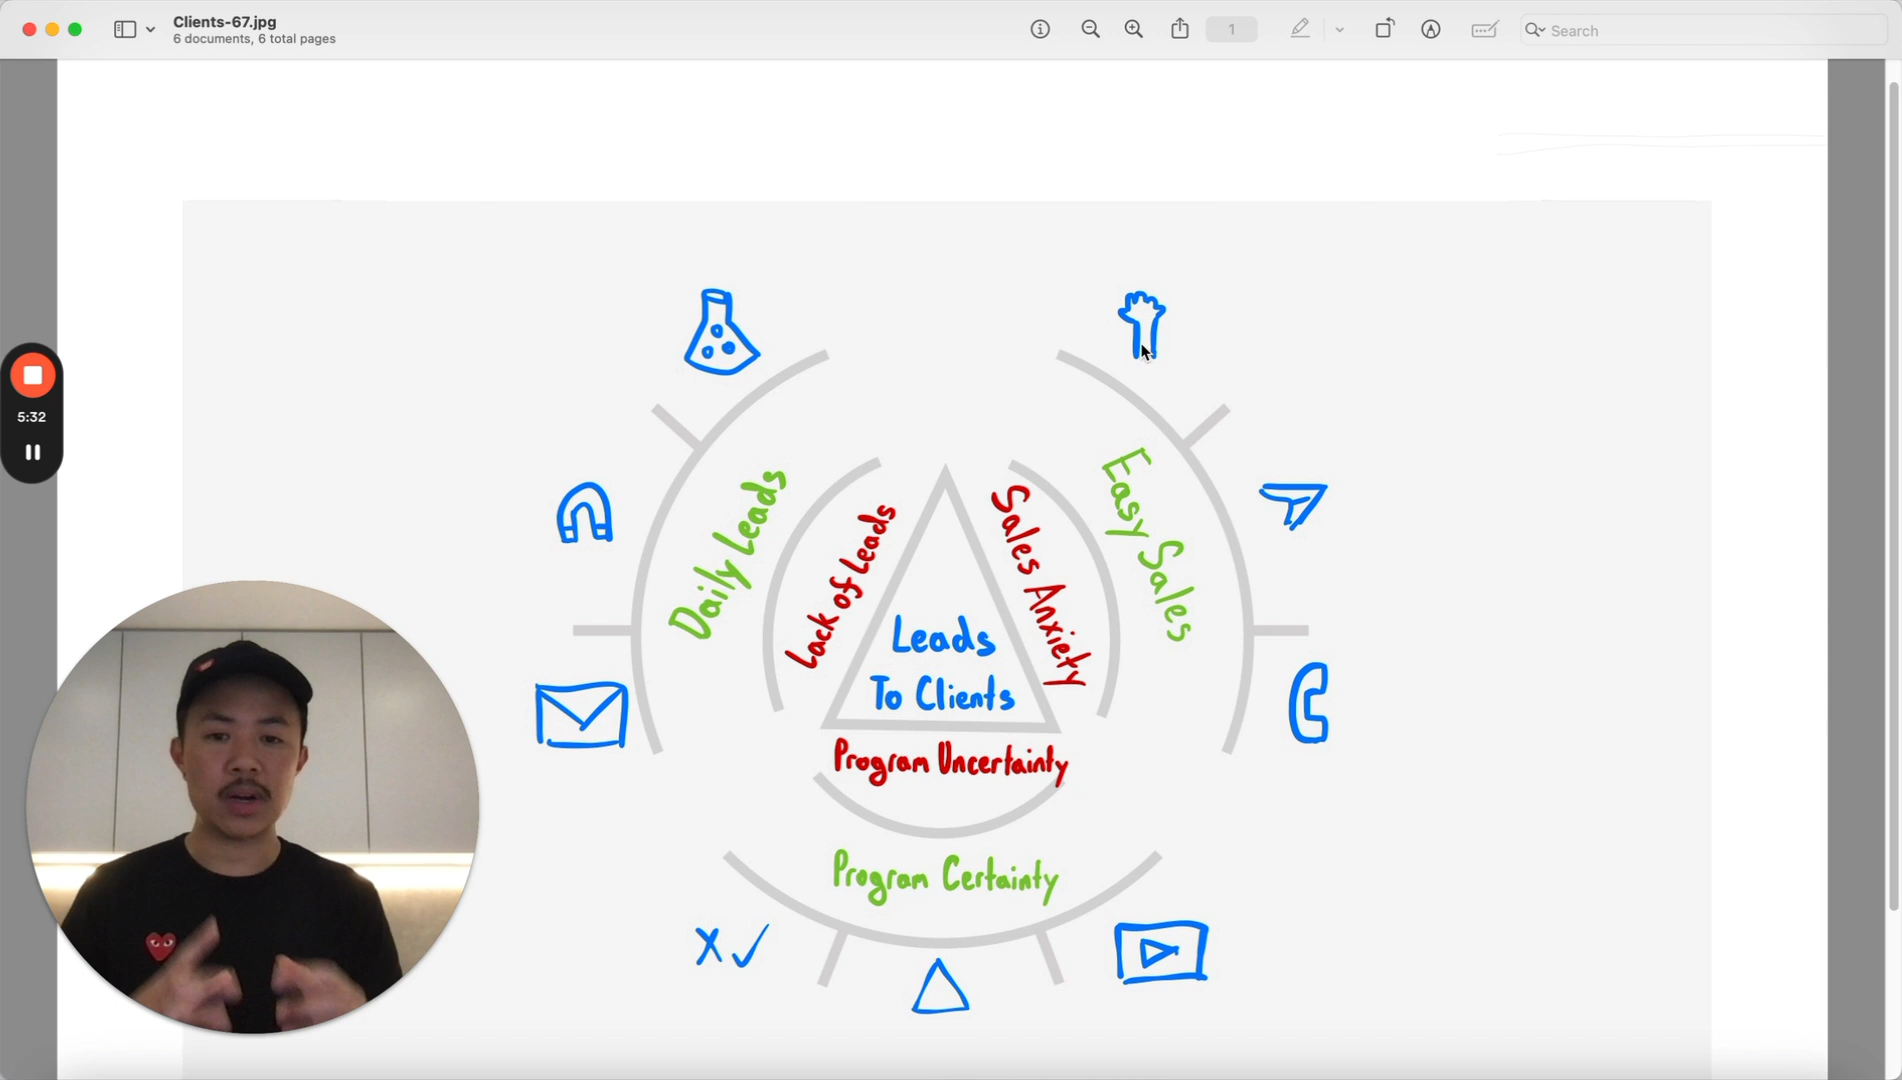 Clients-67.jpg
6 documents, 6 total pages
1
Search
5:32
Daily Leads
Lack of Leads
Sales Anxiety
Easy Sales
Leads
To Clients
Program Uncertainty
Program Certainty
X✓